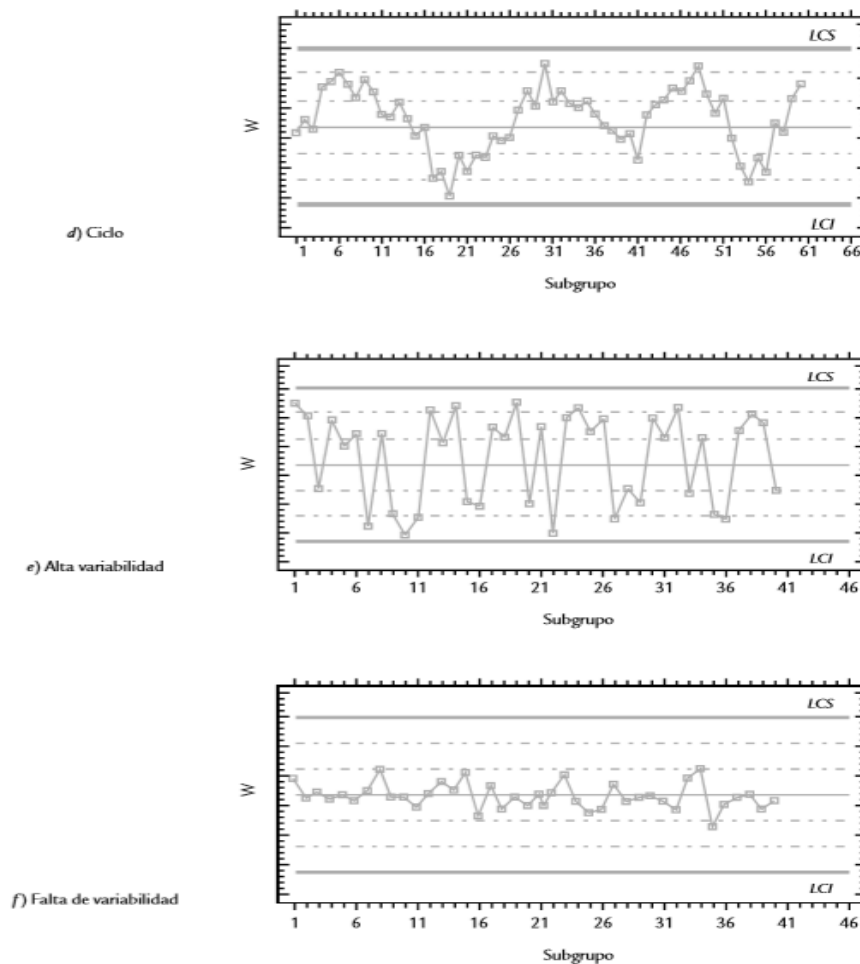 LCS
W
LCI
d) Ciclo
1 6 11 16 21 26 31 36 41 46 51 56 61 66
Subgrupo
LCS
W
LCI
e) Alta variabilidad
1 6 11 16 21 26 31 36 41 46
Subgrupo
LCS
W
LCI
f) Falta de variabilidad
1 6 11 16 21 26 31 36 41 46
Subgrupo